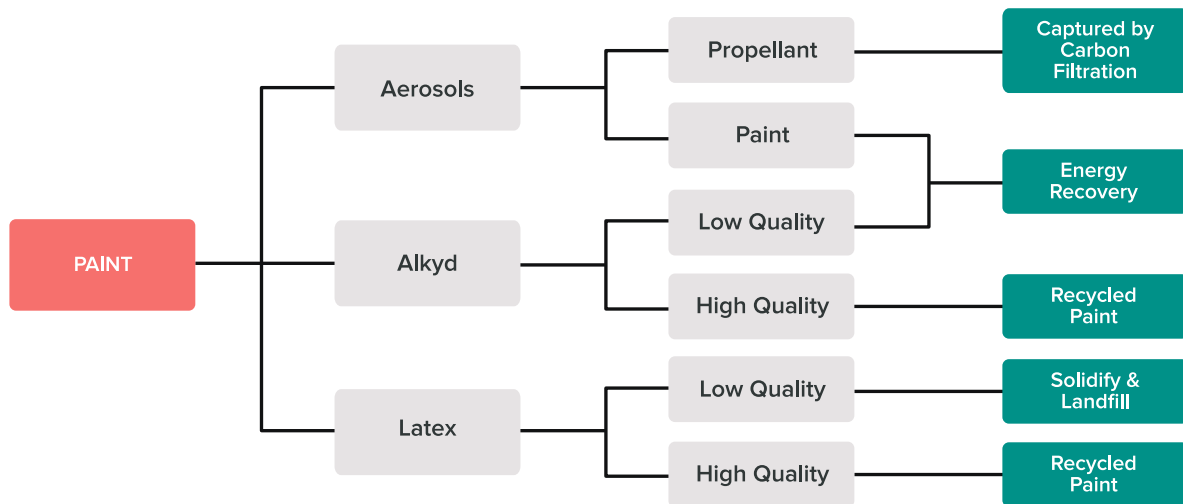 PAINT
Aerosols
Alkyd
Latex
Propellant
Paint
Low Quality
High Quality
Low Quality
High Quality
Captured by
Carbon
Filtration
Energy
Recovery
Recycled
Paint
Solidify &
Landfill
Recycled
Paint